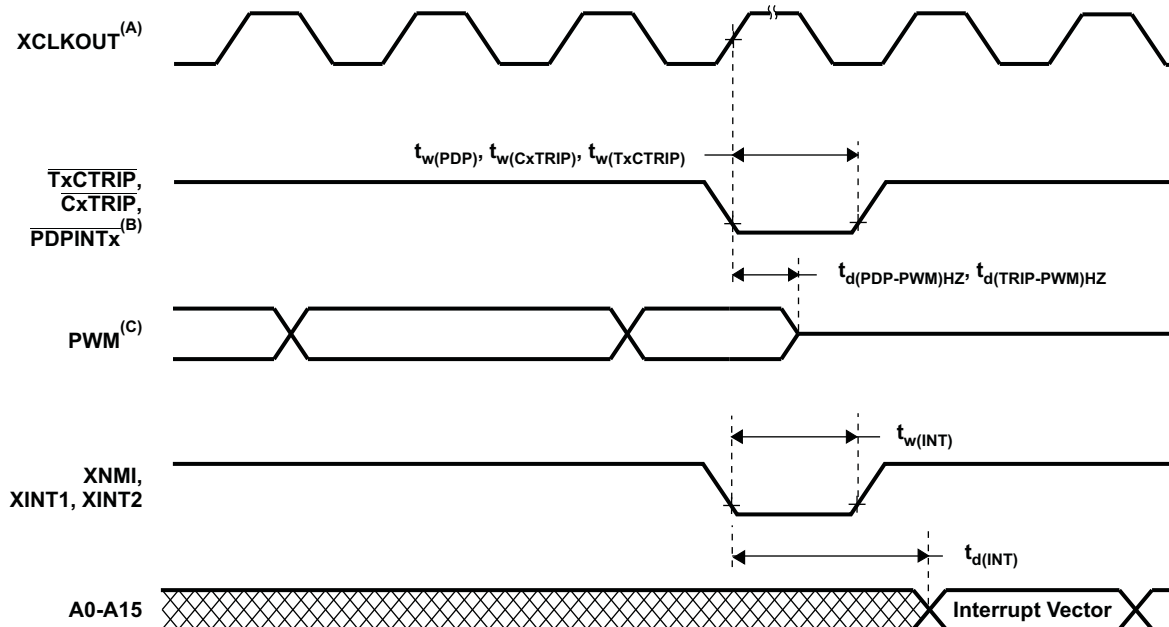 XCLKOUT(A)
tw(PDP), tw(CxTRIP), tw(TxCTRIP)
TxCTRIP,
CxTRIP,
PDPINTx(B)
td(PDP-PWM)HZ, td(TRIP-PWM)HZ
PWM(C)
tw(INT)
XNMI,
XINT1, XINT2
td(INT)
A0-A15
Interrupt Vector